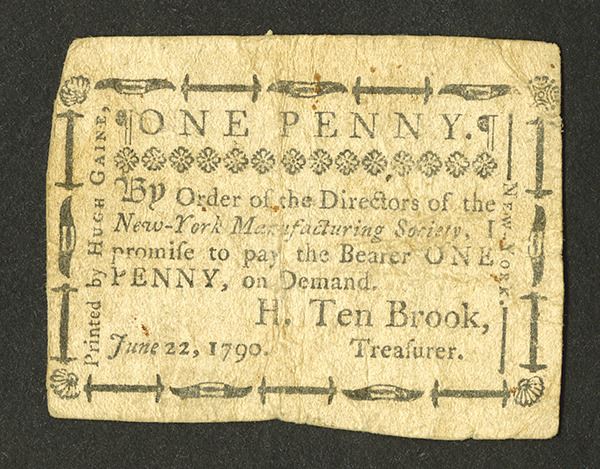 ¶ONE PENNY.¶
By Order of the Directors of the
New-York Manufacturing Society, I
promiſe to pay the Bearer ONE
PENNY, on Demand.
H. Ten Brook,
June 22, 1790. Treaſurer.
Printed by HUGH GAINE,
NEW-YORK.